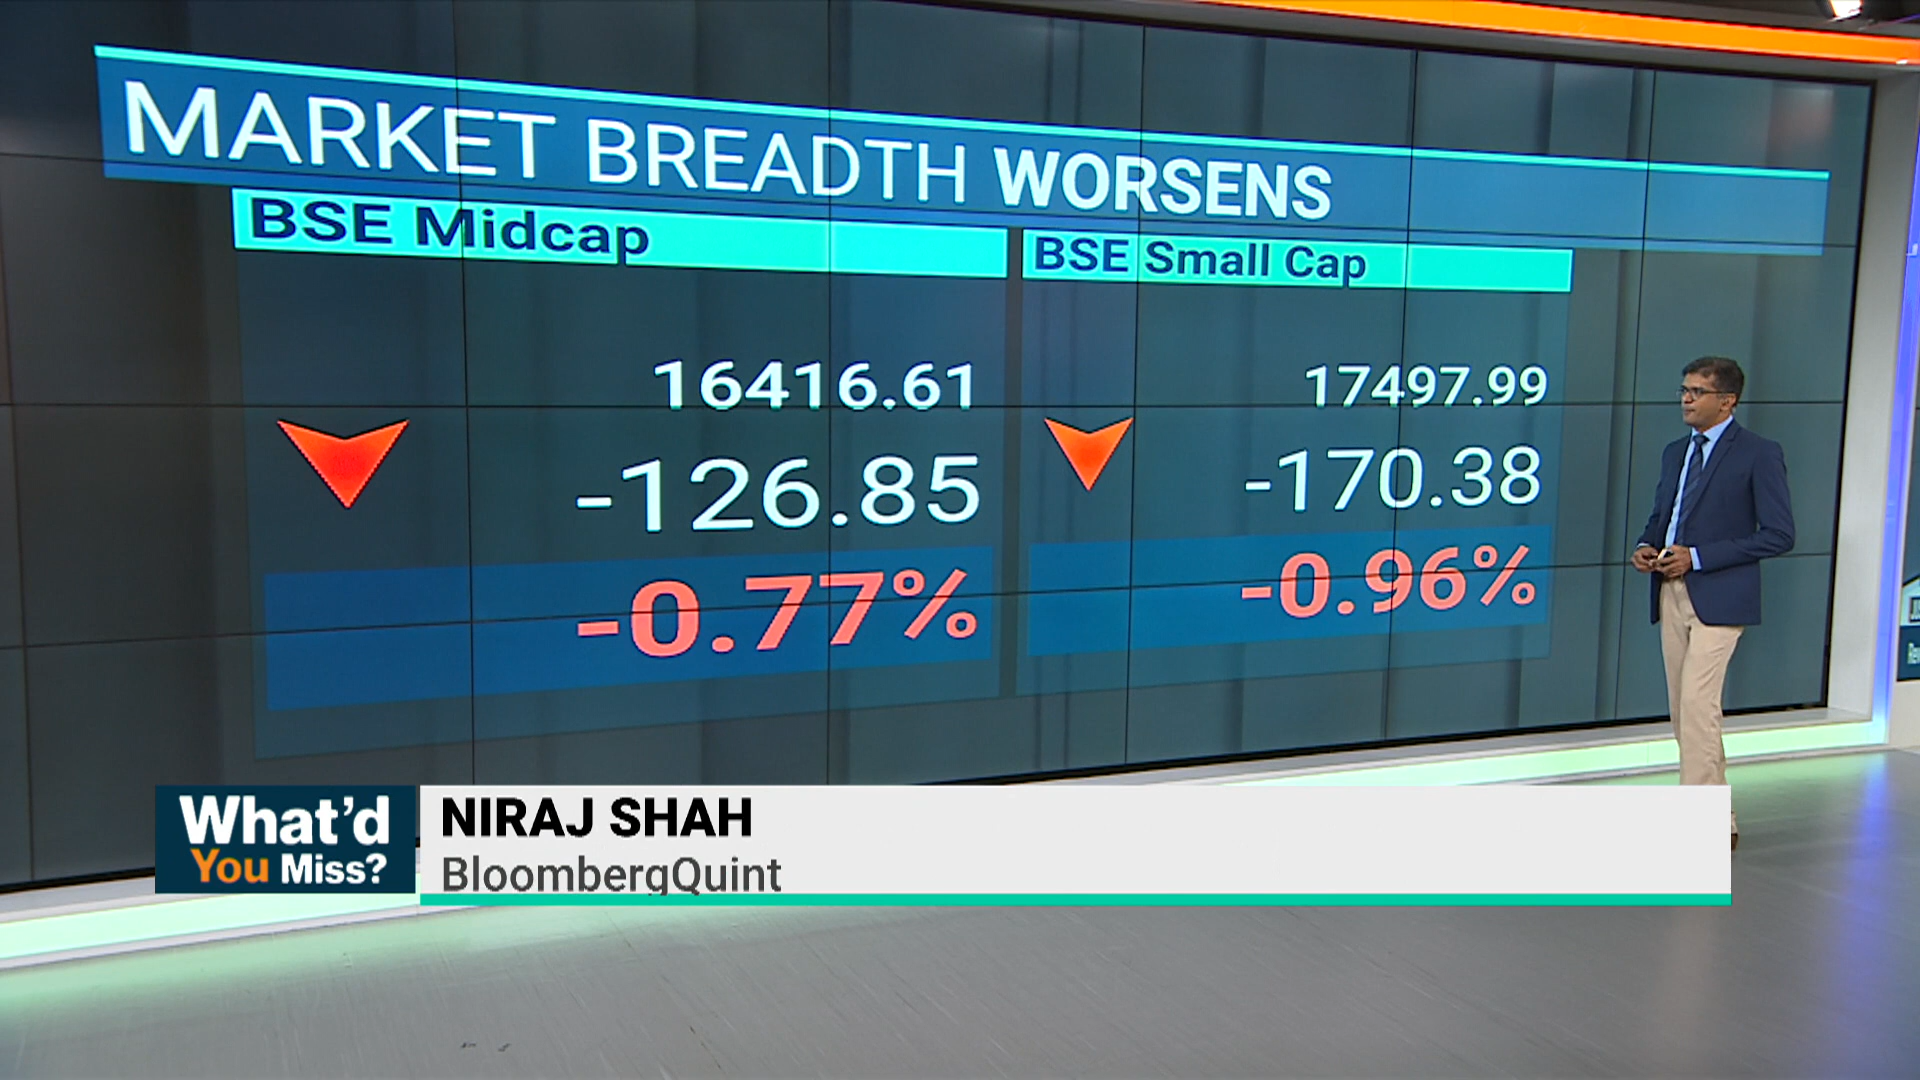 MARKET BREADTH WORSENS
BSE Midcap
16416.61
-126.85
-0.77%
BSE Small Cap
17497.99
-170.38
-0.96%
What'd
You Miss?
NIRAJ SHAH
BloombergQuint